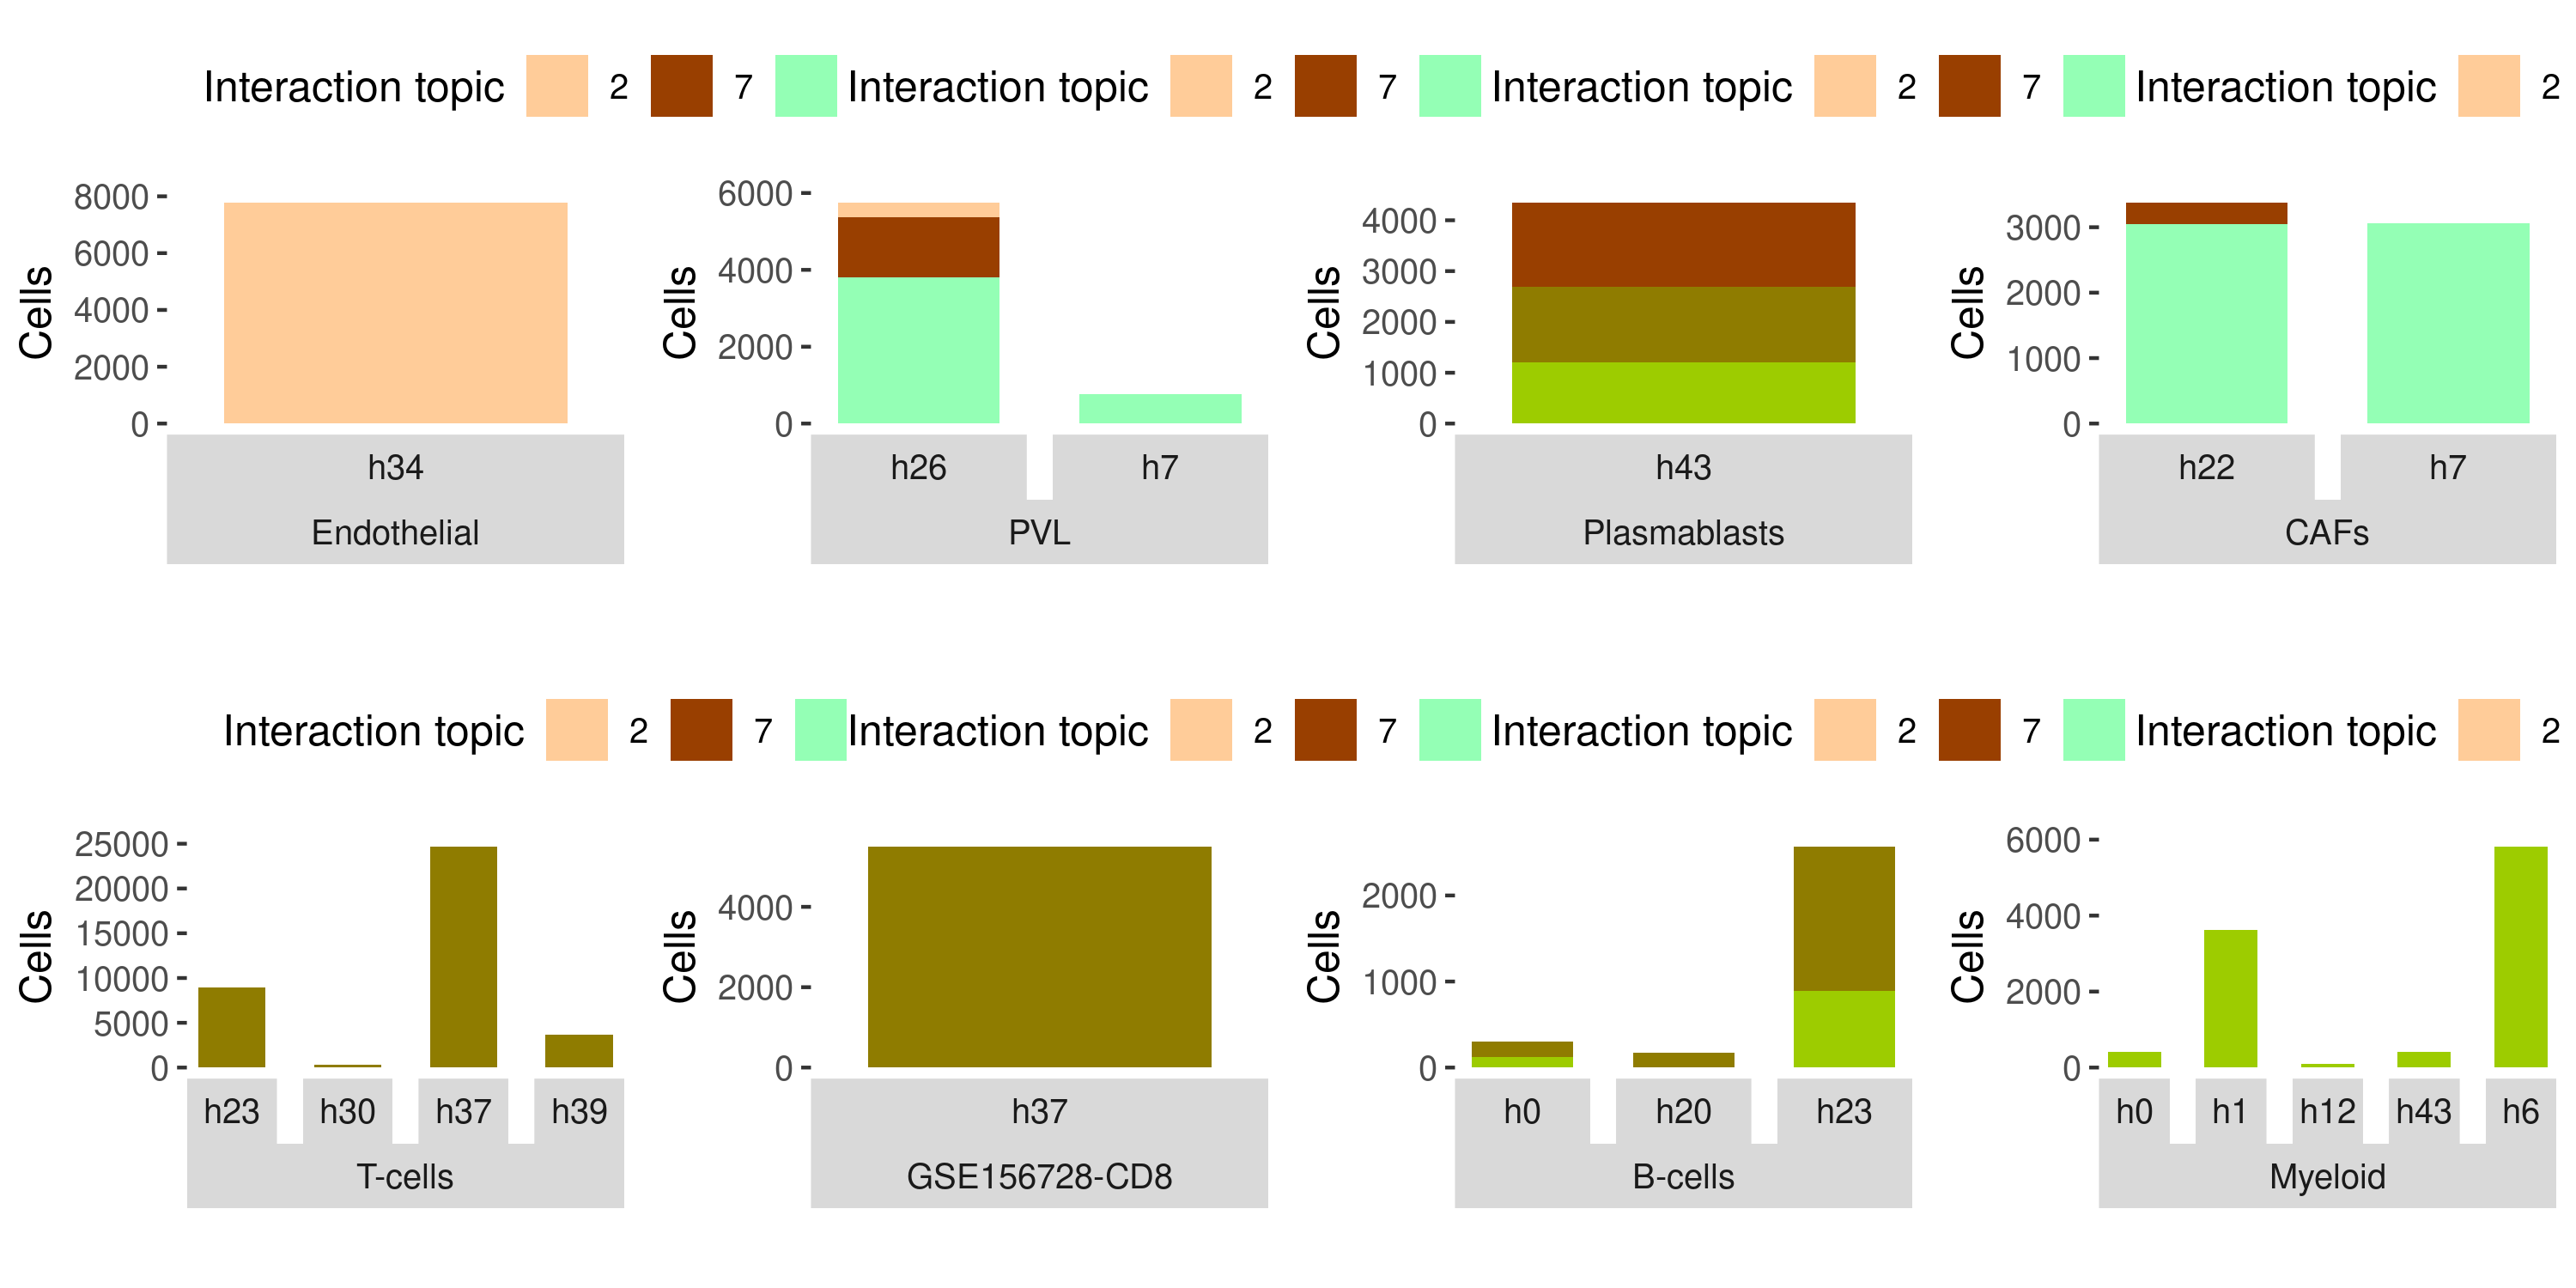 Interaction topic 2 7 Interaction topic 2 7 Interaction topic 2 7 Interaction topic 2
8000
6000
4000
2000
0
Cells
h34
Endothelial
6000
4000
2000
0
Cells
h26 h7
PVL
4000
3000
2000
1000
0
Cells
h43
Plasmablasts
3000
2000
1000
0
Cells
h22 h7
CAFs
Interaction topic 2 7 Interaction topic 2 7 Interaction topic 2 7 Interaction topic 2
25000
20000
15000
10000
5000
0
Cells
h23 h30 h37 h39
T-cells
4000
2000
0
Cells
h37
GSE156728-CD8
2000
1000
0
Cells
h0 h20 h23
B-cells
6000
4000
2000
0
Cells
h0 h1 h12 h43 h6
Myeloid